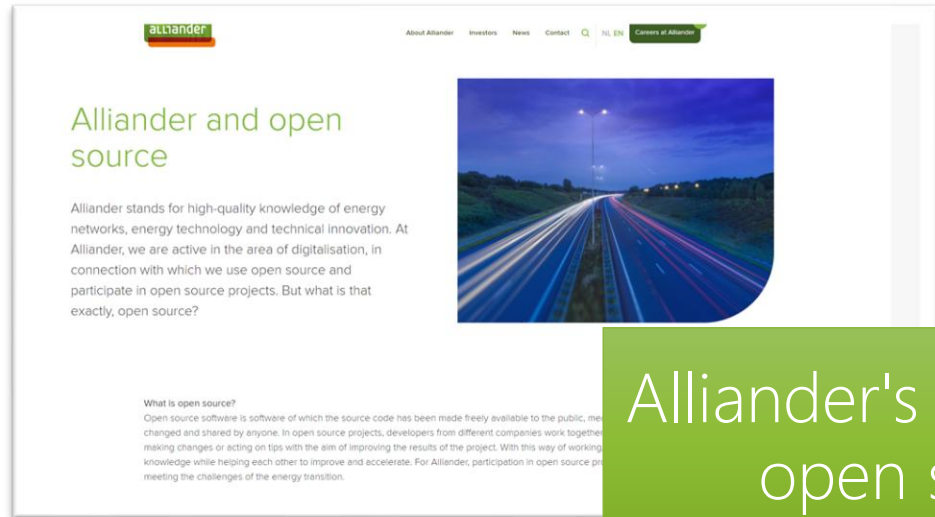 alliander
About Alliander Investors News Contact NL EN Careers at Alliander
Alliander and open
source
Alliander stands for high-quality knowledge of energy
networks, energy technology and technical innovation. At
Alliander, we are active in the area of digitalisation, in
connection with which we use open source and
participate in open source projects. But what is that
exactly, open source?
What is open source?
Open source software is software of which the source code has been made freely available to the public,
changed and shared by anyone. In open source projects, developers from different companies work together
making changes or acting on tips with the aim of improving the results of the project. With this way of working
knowledge while helping each other to improve and accelerate. For Alliander, participation in open source
meeting the challenges of the energy transition.
Alliander's
open